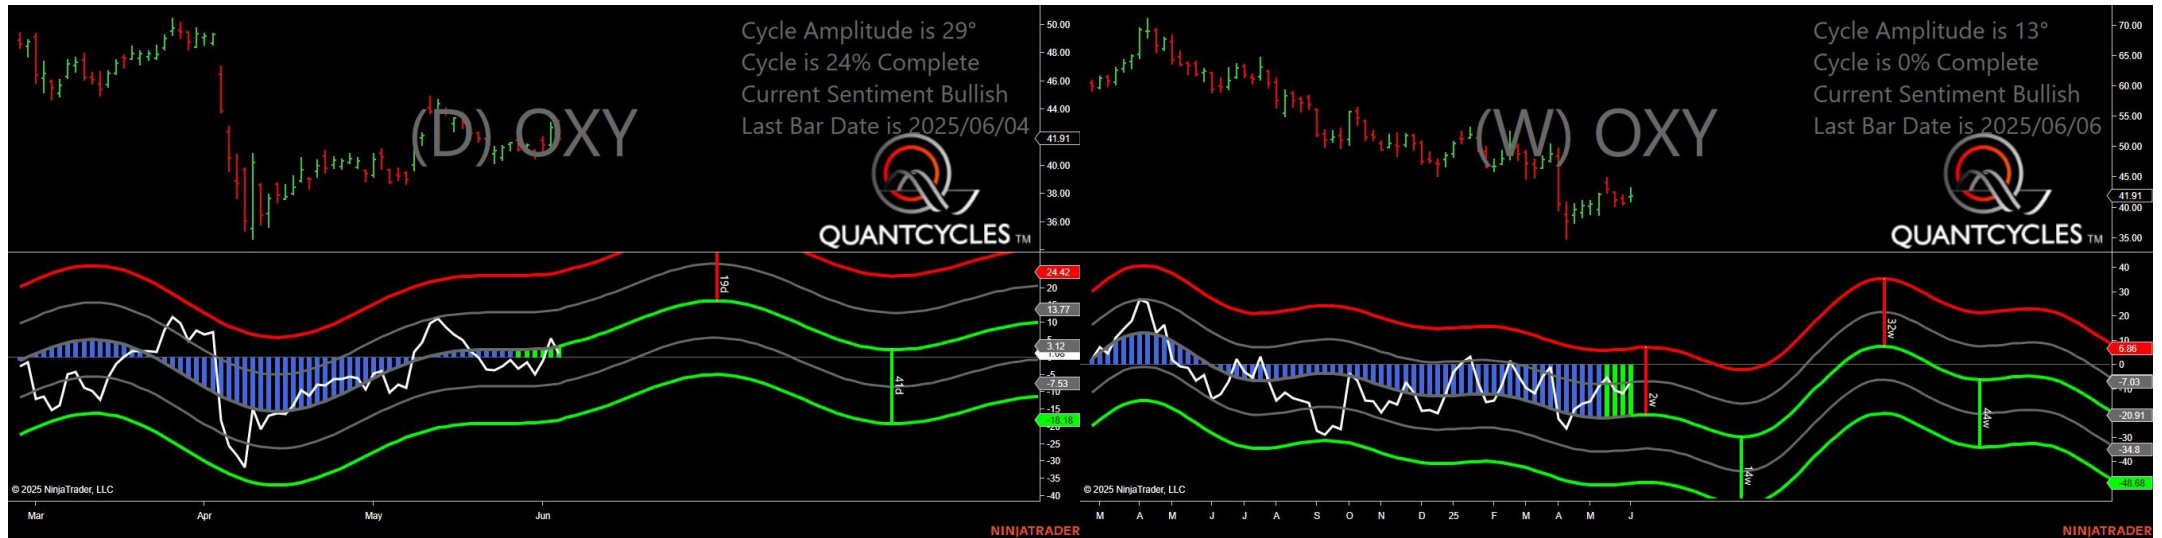 Cycle Amplitude is 29°
Cycle is 24% Complete
Current Sentiment Bullish
Last Bar Date is 2025/06/04
(D) OXY
QUANTCYCLES TM
50.00
48.00
46.00
44.00
41.91
40.00
38.00
36.00
19d
41d
24.42
20
13.77
10
3.12
-5
-7.53
-10
-15
-18.18
-25
-30
-35
-40
© 2025 NinjaTrader, LLC
Mar Apr May Jun
NINJATRADER
Cycle Amplitude is 13°
Cycle is 0% Complete
Current Sentiment Bullish
Last Bar Date is 2025/06/06
(W) OXY
QUANTCYCLES TM
70.00
65.00
60.00
55.00
50.00
45.00
41.91
40.00
35.00
2w
14w
32w
44w
40
30
20
10
6.86
0
-7.03
-10
-20.91
-30
-34.8
-40
-48.68
© 2025 NinjaTrader, LLC
M A M J J A S O N D 25 F M A M J
NINJATRADER